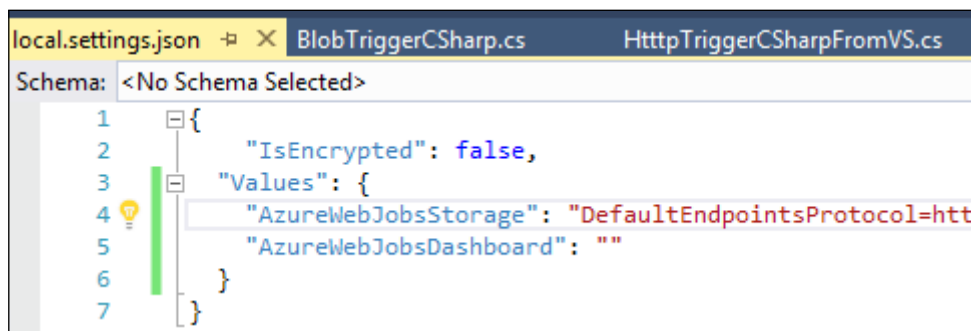 local.settings.json BlobTriggerCSharp.cs HtttpTriggerCSharpFromVS.cs
Schema: <No Schema Selected>
1 {
2 "IsEncrypted": false,
3 "Values": {
4 "AzureWebJobsStorage": "DefaultEndpointsProtocol=htt
5 "AzureWebJobsDashboard": ""
6 }
7 }